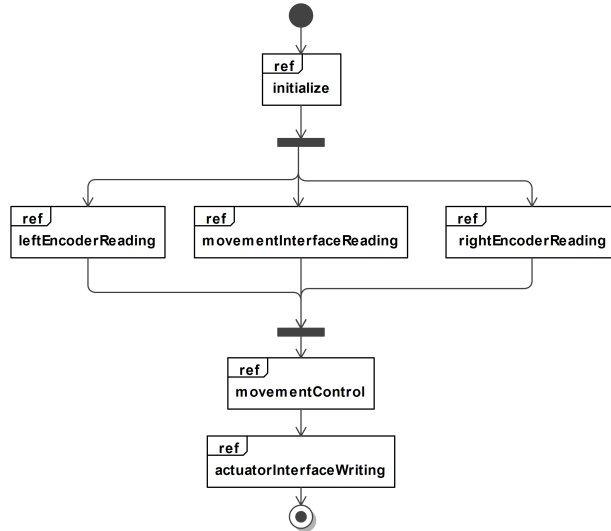 ref
initialize
ref
leftEncoderReading
ref
movementInterfaceReading
ref
rightEncoderReading
ref
movementControl
ref
actuatorInterfaceWriting